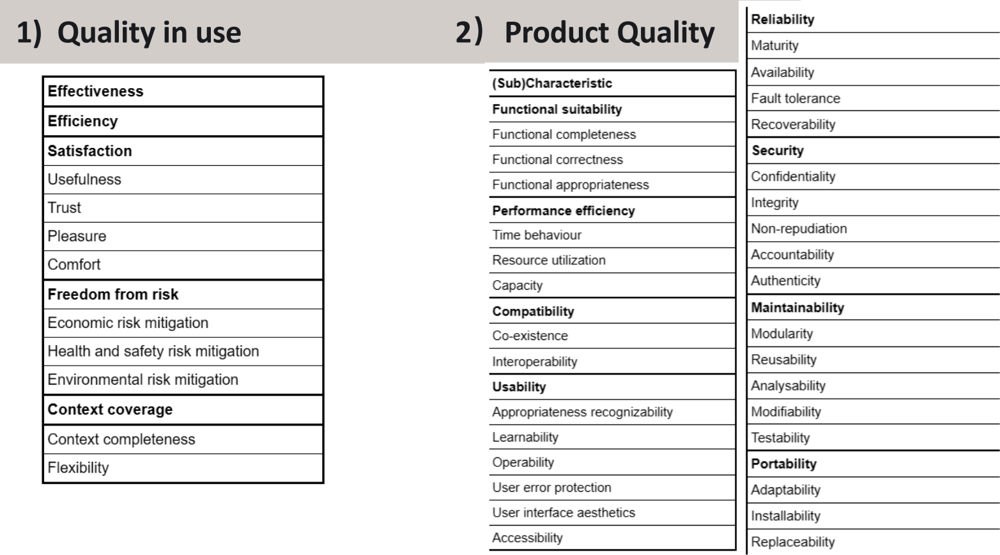 1) Quality in use
Effectiveness
Efficiency
Satisfaction
Usefulness
Trust
Pleasure
Comfort
Freedom from risk
Economic risk mitigation
Health and safety risk mitigation
Environmental risk mitigation
Context coverage
Context completeness
Flexibility
2) Product Quality
(Sub)Characteristic
Functional suitability
Functional completeness
Functional correctness
Functional appropriateness
Performance efficiency
Time behaviour
Resource utilization
Capacity
Compatibility
Co-existence
Interoperability
Usability
Appropriateness recognizability
Learnability
Operability
User error protection
User interface aesthetics
Accessibility
Reliability
Maturity
Availability
Fault tolerance
Recoverability
Security
Confidentiality
Integrity
Non-repudiation
Accountability
Authenticity
Maintainability
Modularity
Reusability
Analysability
Modifiability
Testability
Portability
Adaptability
Installability
Replaceability